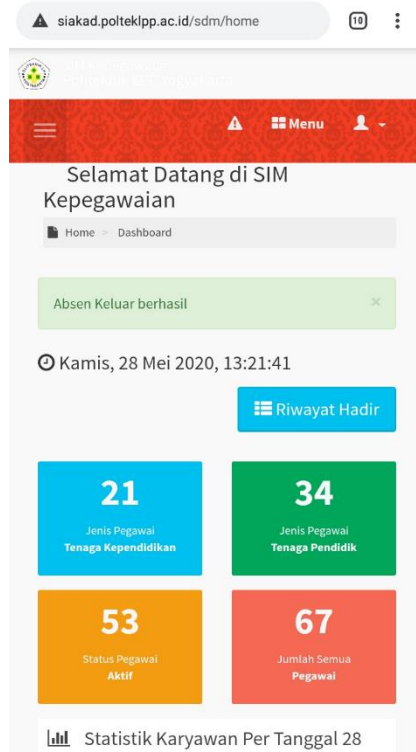 siakad.polteklpp.ac.id/sdm/home
10
Menu
Selamat Datang di SIM
Kepegawaian
Home > Dashboard
Absen Keluar berhasil ×
Kamis, 28 Mei 2020, 13:21:41
Riwayat Hadir
21
Jenis Pegawai
Tenaga Kependidikan
34
Jenis Pegawai
Tenaga Pendidik
53
Status Pegawai
Aktif
67
Jumlah Semua
Pegawai
Statistik Karyawan Per Tanggal 28